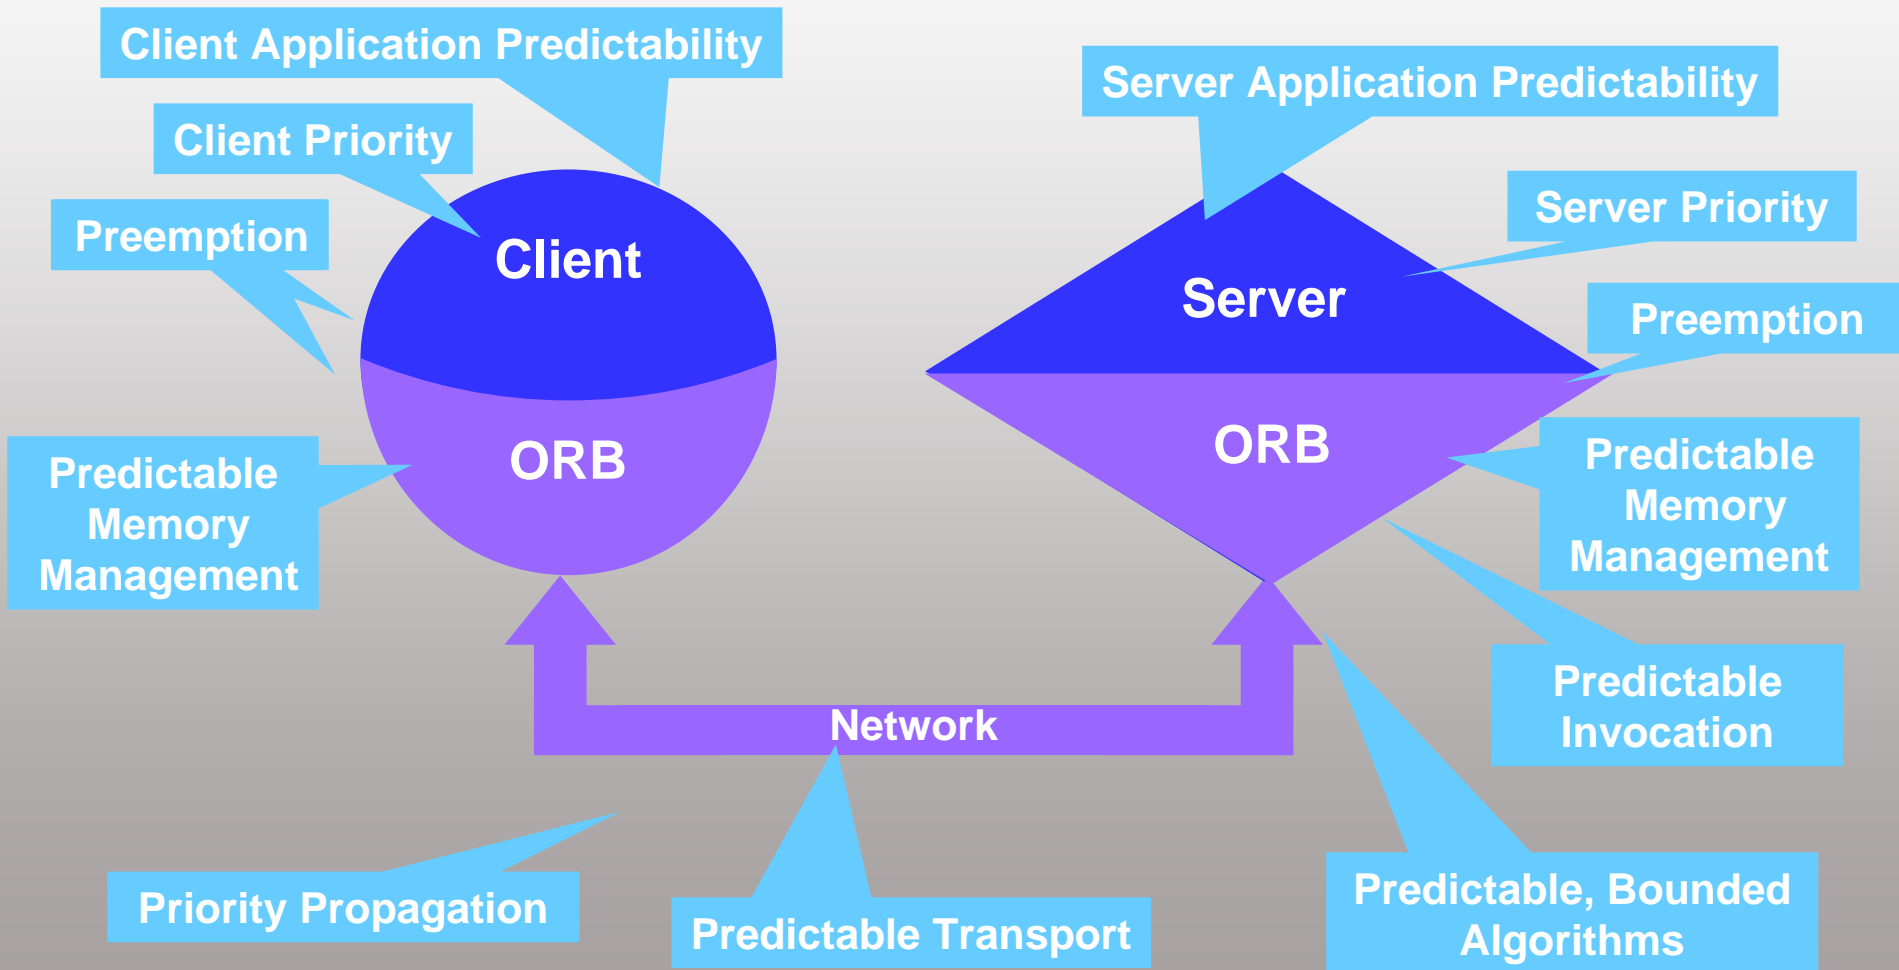 Client Application Predictability
Server Application Predictability
Client Priority
Server Priority
Preemption
Client
Server
Preemption
ORB
ORB
Predictable
Memory
Management
Predictable
Memory
Management
Predictable
Invocation
Network
Priority Propagation
Predictable Transport
Predictable, Bounded
Algorithms